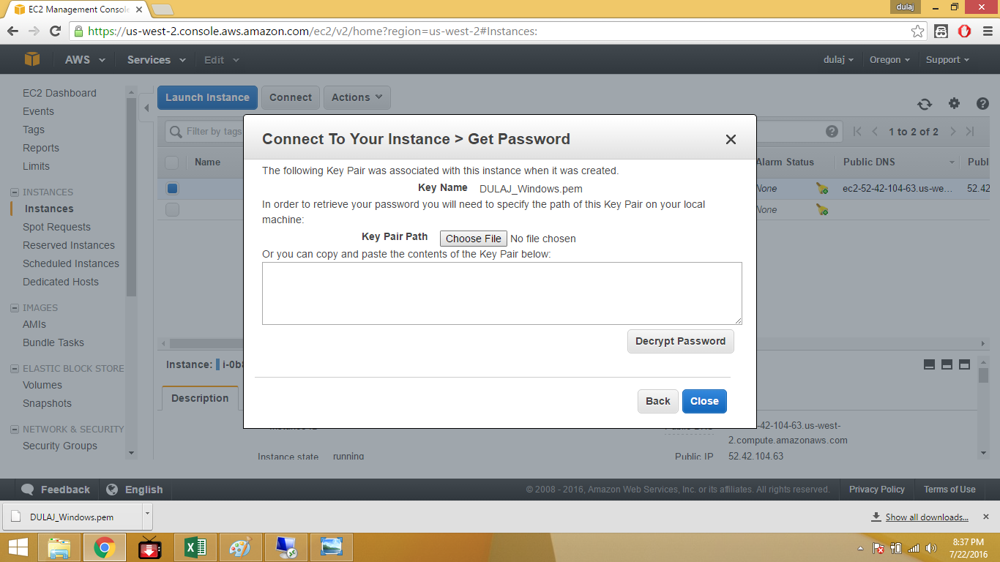 EC2 Management Console
dulaj
https://us-west-2.console.aws.amazon.com/ec2/v2/home?region=us-west-2#Instances:
AWS Services Edit dulaj Oregon Support
EC2 Dashboard
Events
Tags
Reports
Limits
INSTANCES
Instances
Spot Requests
Reserved Instances
Scheduled Instances
Dedicated Hosts
IMAGES
AMIs
Bundle Tasks
ELASTIC BLOCK STORE
Volumes
Snapshots
NETWORK & SECURITY
Security Groups
Launch Instance Connect Actions
Filter by tags
1 to 2 of 2
Name Alarm Status Public DNS Publ
None ec2-52-42-104-63.us-we... 52.42
None
Connect To Your Instance > Get Password
The following Key Pair was associated with this instance when it was created.
Key Name DULAJ_Windows.pem
In order to retrieve your password you will need to specify the path of this Key Pair on your local
machine:
Key Pair Path Choose File No file chosen
Or you can copy and paste the contents of the Key Pair below:
Decrypt Password
Back Close
Instance: i-0b8
Description
-42-104-63.us-west-
2.compute.amazonaws.com
Instance state running Public IP 52.42.104.63
Feedback English © 2008 - 2016, Amazon Web Services, Inc. or its affiliates. All rights reserved. Privacy Policy Terms of Use
DULAJ_Windows.pem Show all downloads...
8:37 PM
7/22/2016